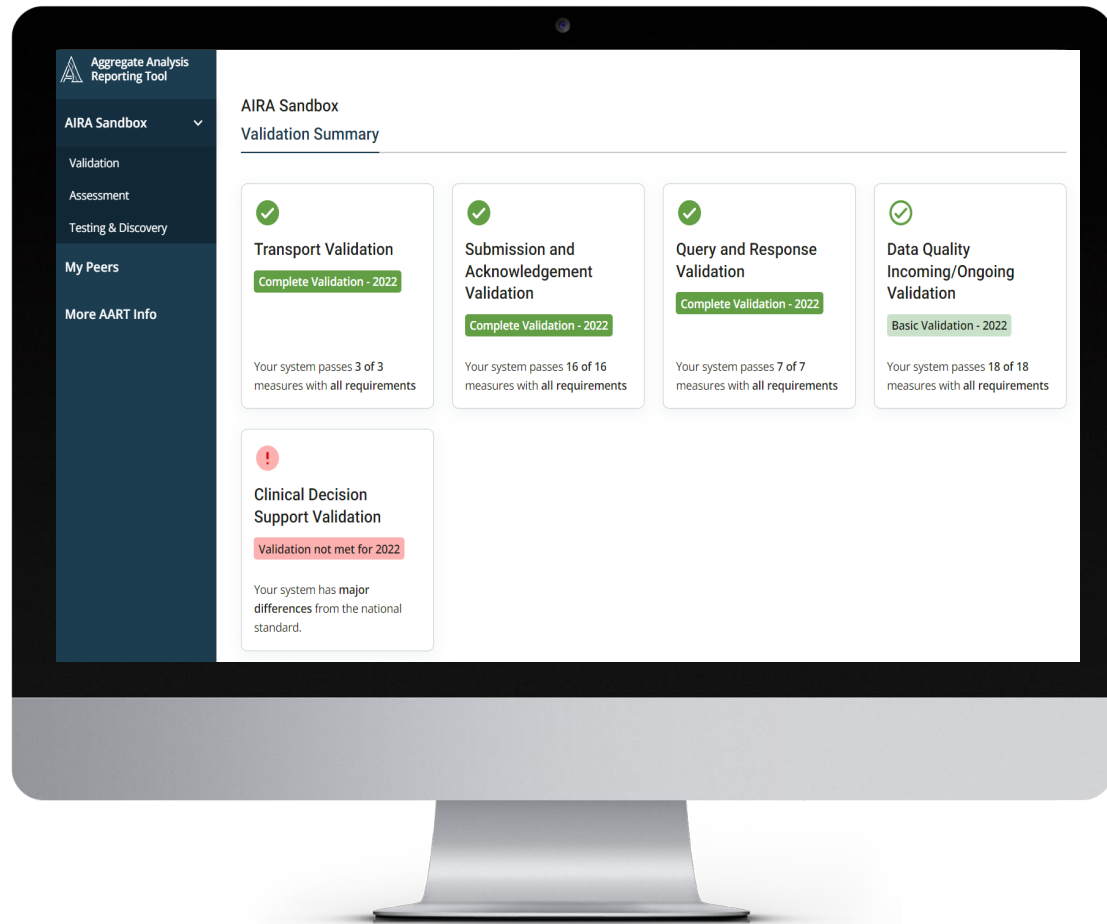 Aggregate Analysis
Reporting Tool
AIRA Sandbox
Validation
Assessment
Testing & Discovery
My Peers
More AART Info
AIRA Sandbox
Validation Summary
Transport Validation
Complete Validation - 2022
Your system passes 3 of 3
measures with all requirements
Submission and
Acknowledgement
Validation
Complete Validation - 2022
Your system passes 16 of 16
measures with all requirements
Query and Response
Validation
Complete Validation - 2022
Your system passes 7 of 7
measures with all requirements
Data Quality
Incoming/Ongoing
Validation
Basic Validation - 2022
Your system passes 18 of 18
measures with all requirements
Clinical Decision
Support Validation
Validation not met for 2022
Your system has major
differences from the national
standard.